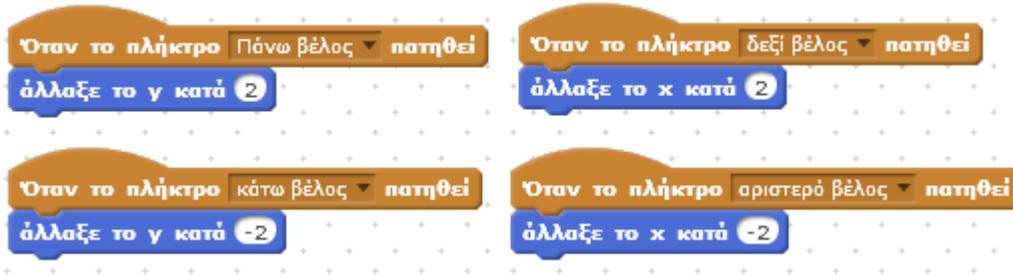 Όταν το πλήκτρο Πάνω βέλος πατηθεί
άλλαξε το y κατά 2
Όταν το πλήκτρο δεξί βέλος πατηθεί
άλλαξε το x κατά 2
Όταν το πλήκτρο κάτω βέλος πατηθεί
άλλαξε το y κατά -2
Όταν το πλήκτρο αριστερό βέλος πατηθεί
άλλαξε το x κατά -2